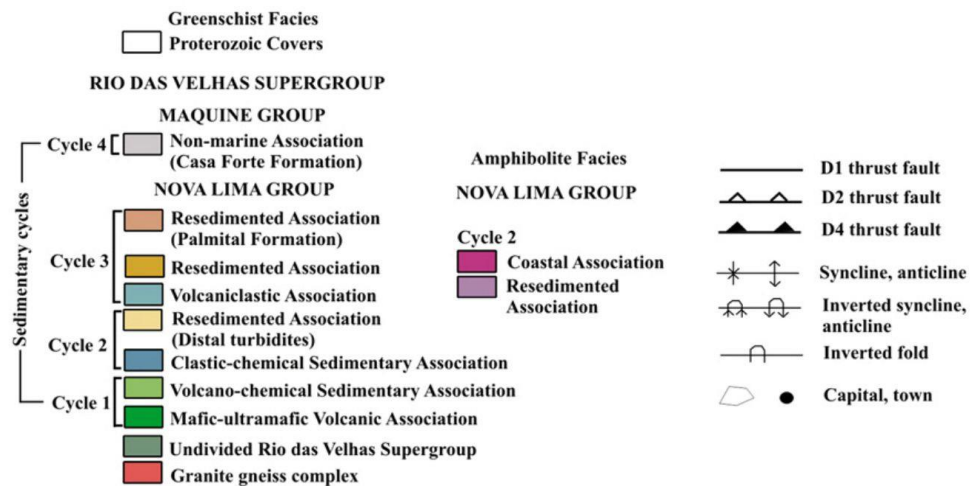 Greenschist Facies
Proterozoic Covers
RIO DAS VELHAS SUPERGROUP
MAQUINE GROUP
Sedimentary cycles
Cycle 4
Non-marine Association
(Casa Forte Formation)
NOVA LIMA GROUP
Cycle 3
Resedimented Association
(Palmital Formation)
Resedimented Association
Volcaniclastic Association
Cycle 2
Resedimented Association
(Distal turbidites)
Clastic-chemical Sedimentary Association
Cycle 1
Volcano-chemical Sedimentary Association
Mafic-ultramafic Volcanic Association
Undivided Rio das Velhas Supergroup
Granite gneiss complex
Amphibolite Facies
NOVA LIMA GROUP
Cycle 2
Coastal Association
Resedimented
Association
D1 thrust fault
D2 thrust fault
D4 thrust fault
Syncline, anticline
Inverted syncline,
anticline
Inverted fold
Capital, town